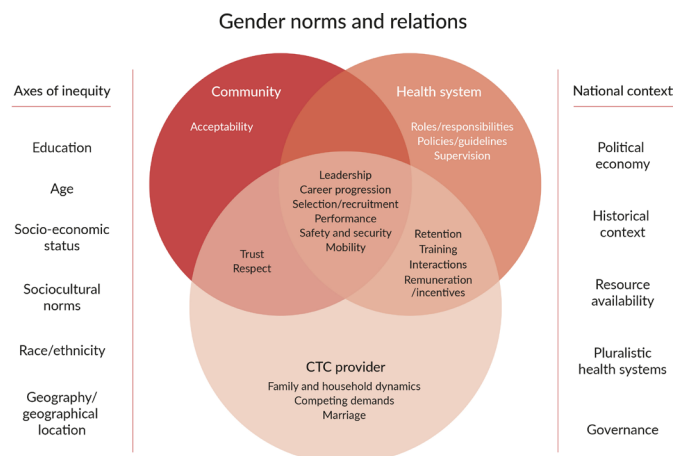 Gender norms and relations
Axes of inequity
Education
Age
Socio-economic
status
Sociocultural
norms
Race/ethnicity
Geography/
geographical
location
Community
Acceptability
Health system
Roles/responsibilities
Policies/guidelines
Supervision
Leadership
Career progression
Selection/recruitment
Performance
Safety and security
Mobility
Trust
Respect
Retention
Training
Interactions
Remuneration
/incentives
CTC provider
Family and household dynamics
Competing demands
Marriage
National context
Political
economy
Historical
context
Resource
availability
Pluralistic
health systems
Governance